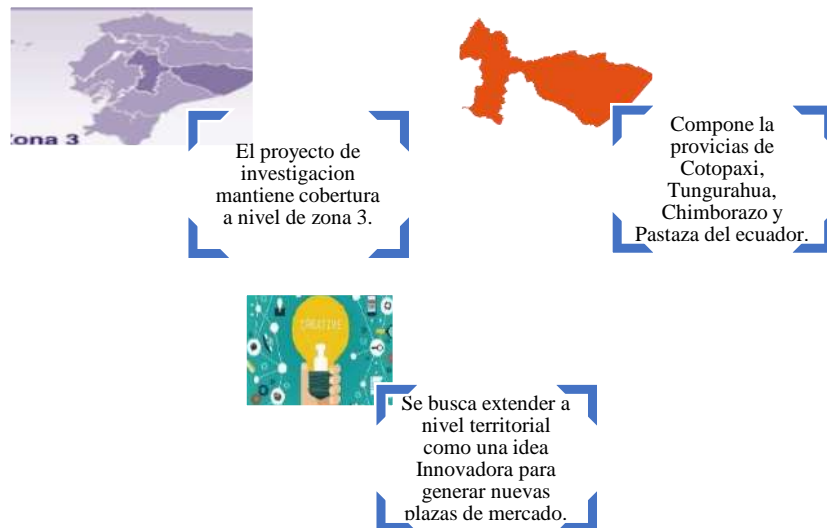 Zona 3
El proyecto de
investigacion
mantiene cobertura
a nivel de zona 3.
Compone la
provicias de
Cotopaxi,
Tungurahua,
Chimborazo y
Pastaza del ecuador.
CREATIVE
Se busca extender a
nivel territorial
como una idea
Innovadora para
generar nuevas
plazas de mercado.